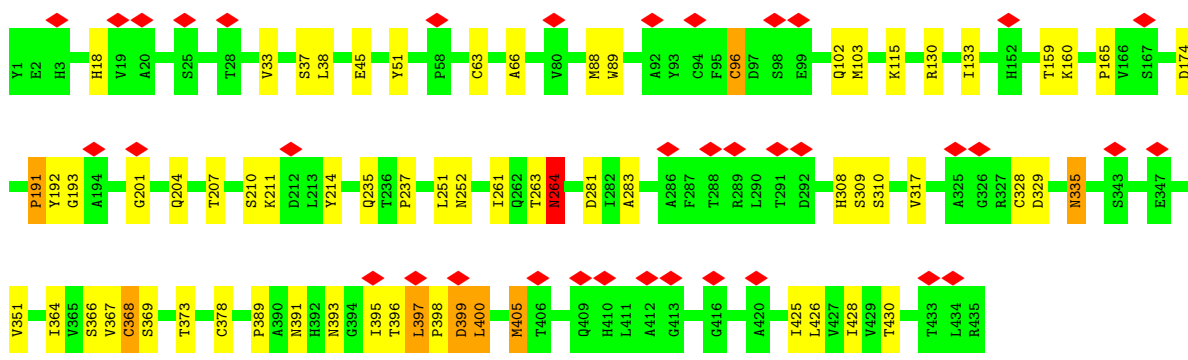 Y1 E2 H3 H18 V19 A20 S25 T28 V33 S37 L38 E45 Y51 P58 C63 A66 V80 M88 W89 A92 Y93 C94 F95 C96 D97 S98 E99 Q102 M103 K115 R130 I133 H152 T159 K160 P165 V166 S167 D174
P191 Y192 G193 A194 G201 Q204 T207 S210 K211 D212 L213 Y214 Q235 T236 P237 L251 N252 I261 Q262 T263 N264 D281 I282 A283 A286 F287 T288 R289 L290 T291 D292 H308 S309 S310 V317 A325 G326 R327 C328 D329 N335 S343 E347
V351 I364 V365 S366 V367 C368 S369 T373 C378 P389 A390 N391 H392 N393 G394 I395 T396 L397 P398 D399 L400 M405 T406 Q409 H410 L411 A412 G413 G416 A420 I425 L426 V427 I428 V429 T430 T433 L434 R435